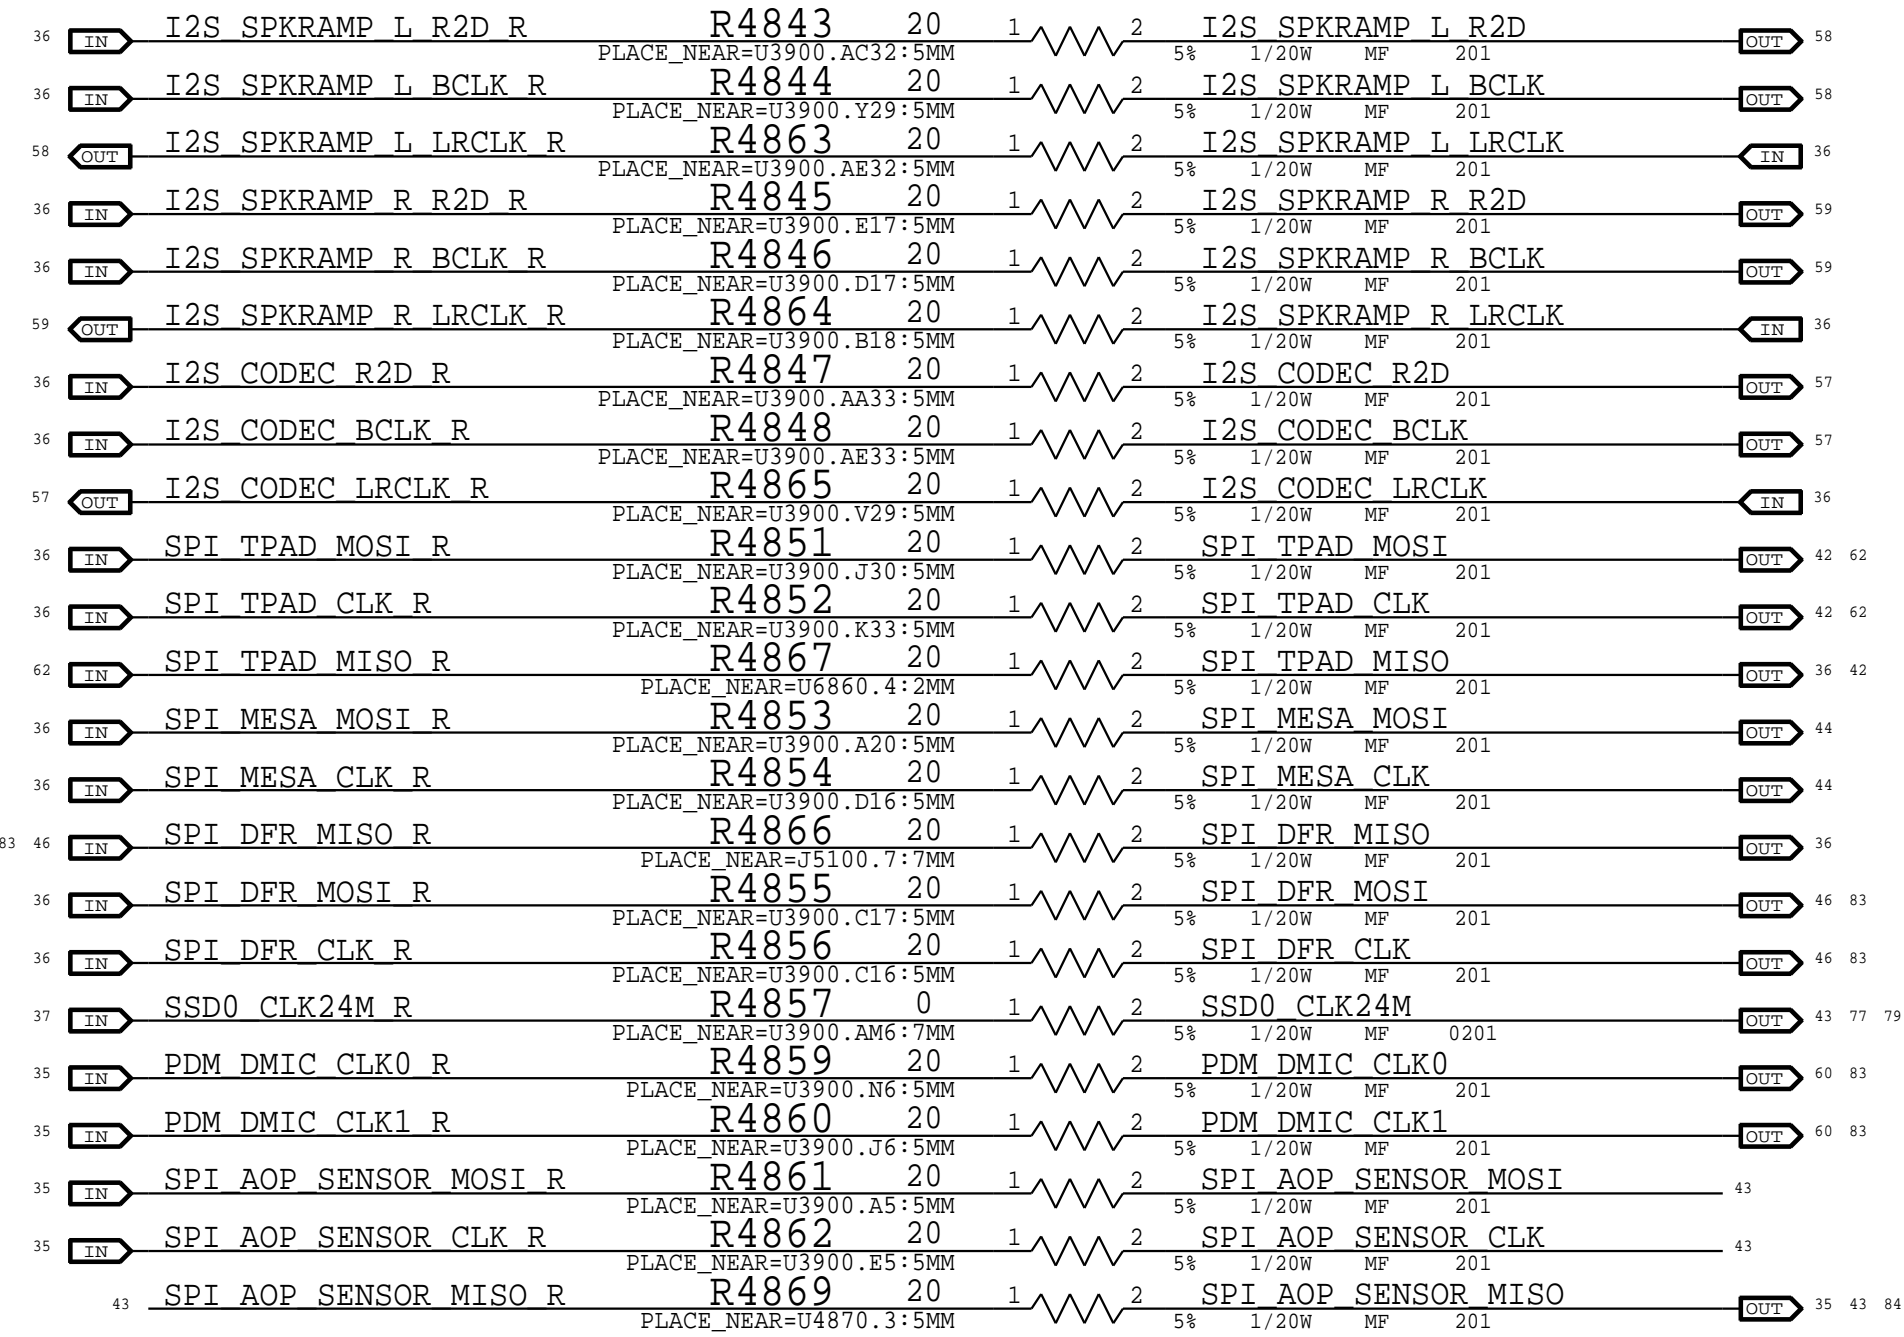 36 IN I2S_SPKRAMP_L_R2D_R R4843 20 1 2 I2S_SPKRAMP_L_R2D OUT 58
PLACE_NEAR=U3900.AC32:5MM 5% 1/20W MF 201
36 IN I2S_SPKRAMP_L_BCLK_R R4844 20 1 2 I2S_SPKRAMP_L_BCLK OUT 58
PLACE_NEAR=U3900.Y29:5MM 5% 1/20W MF 201
58 OUT I2S_SPKRAMP_L_LRCLK_R R4863 20 1 2 I2S_SPKRAMP_L_LRCLK IN 36
PLACE_NEAR=U3900.AE32:5MM 5% 1/20W MF 201
36 IN I2S_SPKRAMP_R_R2D_R R4845 20 1 2 I2S_SPKRAMP_R_R2D OUT 59
PLACE_NEAR=U3900.E17:5MM 5% 1/20W MF 201
36 IN I2S_SPKRAMP_R_BCLK_R R4846 20 1 2 I2S_SPKRAMP_R_BCLK OUT 59
PLACE_NEAR=U3900.D17:5MM 5% 1/20W MF 201
59 OUT I2S_SPKRAMP_R_LRCLK_R R4864 20 1 2 I2S_SPKRAMP_R_LRCLK IN 36
PLACE_NEAR=U3900.B18:5MM 5% 1/20W MF 201
36 IN I2S_CODEC_R2D_R R4847 20 1 2 I2S_CODEC_R2D OUT 57
PLACE_NEAR=U3900.AA33:5MM 5% 1/20W MF 201
36 IN I2S_CODEC_BCLK_R R4848 20 1 2 I2S_CODEC_BCLK OUT 57
PLACE_NEAR=U3900.AE33:5MM 5% 1/20W MF 201
57 OUT I2S_CODEC_LRCLK_R R4865 20 1 2 I2S_CODEC_LRCLK IN 36
PLACE_NEAR=U3900.V29:5MM 5% 1/20W MF 201
36 IN SPI_TPAD_MOSI_R R4851 20 1 2 SPI_TPAD_MOSI OUT 42 62
PLACE_NEAR=U3900.J30:5MM 5% 1/20W MF 201
36 IN SPI_TPAD_CLK_R R4852 20 1 2 SPI_TPAD_CLK OUT 42 62
PLACE_NEAR=U3900.K33:5MM 5% 1/20W MF 201
62 IN SPI_TPAD_MISO_R R4867 20 1 2 SPI_TPAD_MISO OUT 36 42
PLACE_NEAR=U6860.4:2MM 5% 1/20W MF 201
36 IN SPI_MESA_MOSI_R R4853 20 1 2 SPI_MESA_MOSI OUT 44
PLACE_NEAR=U3900.A20:5MM 5% 1/20W MF 201
36 IN SPI_MESA_CLK_R R4854 20 1 2 SPI_MESA_CLK OUT 44
PLACE_NEAR=U3900.D16:5MM 5% 1/20W MF 201
83 46 IN SPI_DFR_MISO_R R4866 20 1 2 SPI_DFR_MISO OUT 36
PLACE_NEAR=J5100.7:7MM 5% 1/20W MF 201
36 IN SPI_DFR_MOSI_R R4855 20 1 2 SPI_DFR_MOSI OUT 46 83
PLACE_NEAR=U3900.C17:5MM 5% 1/20W MF 201
36 IN SPI_DFR_CLK_R R4856 20 1 2 SPI_DFR_CLK OUT 46 83
PLACE_NEAR=U3900.C16:5MM 5% 1/20W MF 201
37 IN SSD0_CLK24M_R R4857 0 1 2 SSD0_CLK24M OUT 43 77 79
PLACE_NEAR=U3900.AM6:7MM 5% 1/20W MF 0201
35 IN PDM_DMIC_CLK0_R R4859 20 1 2 PDM_DMIC_CLK0 OUT 60 83
PLACE_NEAR=U3900.N6:5MM 5% 1/20W MF 201
35 IN PDM_DMIC_CLK1_R R4860 20 1 2 PDM_DMIC_CLK1 OUT 60 83
PLACE_NEAR=U3900.J6:5MM 5% 1/20W MF 201
35 IN SPI_AOP_SENSOR_MOSI_R R4861 20 1 2 SPI_AOP_SENSOR_MOSI 43
PLACE_NEAR=U3900.A5:5MM 5% 1/20W MF 201
35 IN SPI_AOP_SENSOR_CLK_R R4862 20 1 2 SPI_AOP_SENSOR_CLK 43
PLACE_NEAR=U3900.E5:5MM 5% 1/20W MF 201
43 SPI_AOP_SENSOR_MISO_R R4869 20 1 2 SPI_AOP_SENSOR_MISO OUT 35 43 84
PLACE_NEAR=U4870.3:5MM 5% 1/20W MF 201